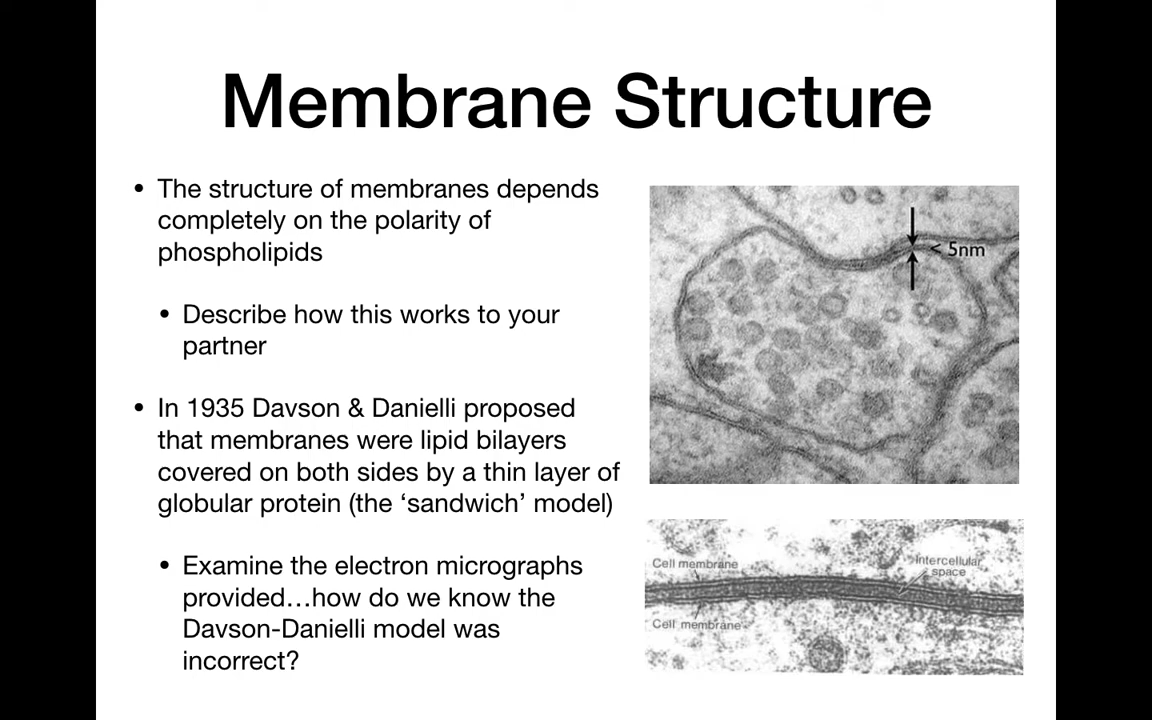 Membrane Structure
• The structure of membranes depends
completely on the polarity of
phospholipids
• Describe how this works to your
partner
• In 1935 Davson & Danielli proposed
that membranes were lipid bilayers
covered on both sides by a thin layer of
globular protein (the ‘sandwich’ model)
• Examine the electron micrographs
provided…how do we know the
Davson-Danielli model was
incorrect?
< 5nm
Cell membrane
Intercellular
space
Cell membrane